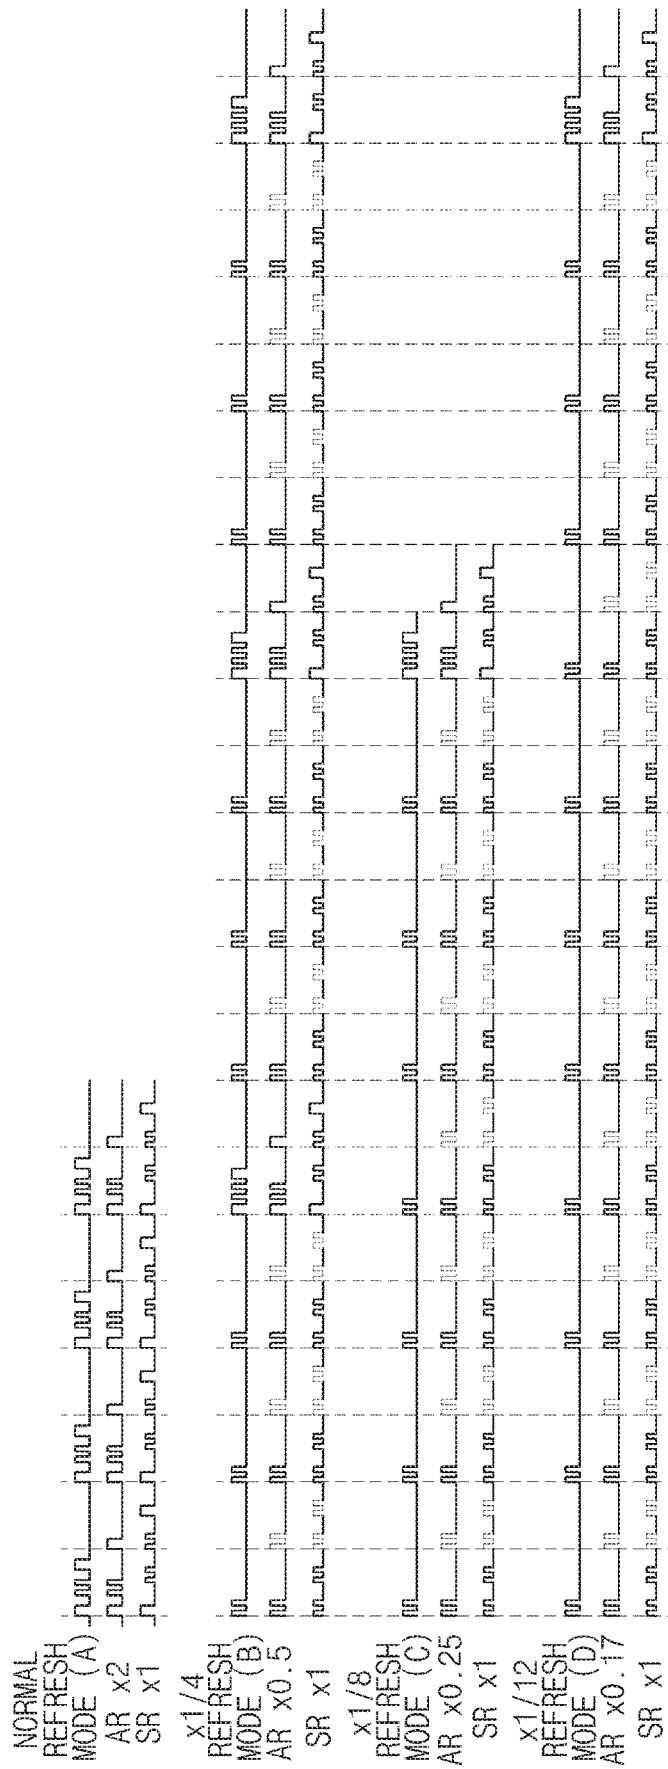 NORMAL
REFRESH
MODE (A)
AR x2
SR x1
x1/4
REFRESH
MODE (B)
AR x0.5
SR x1
x1/8
REFRESH
MODE (C)
AR x0.25
SR x1
x1/12
REFRESH
MODE (D)
AR x0.17
SR x1